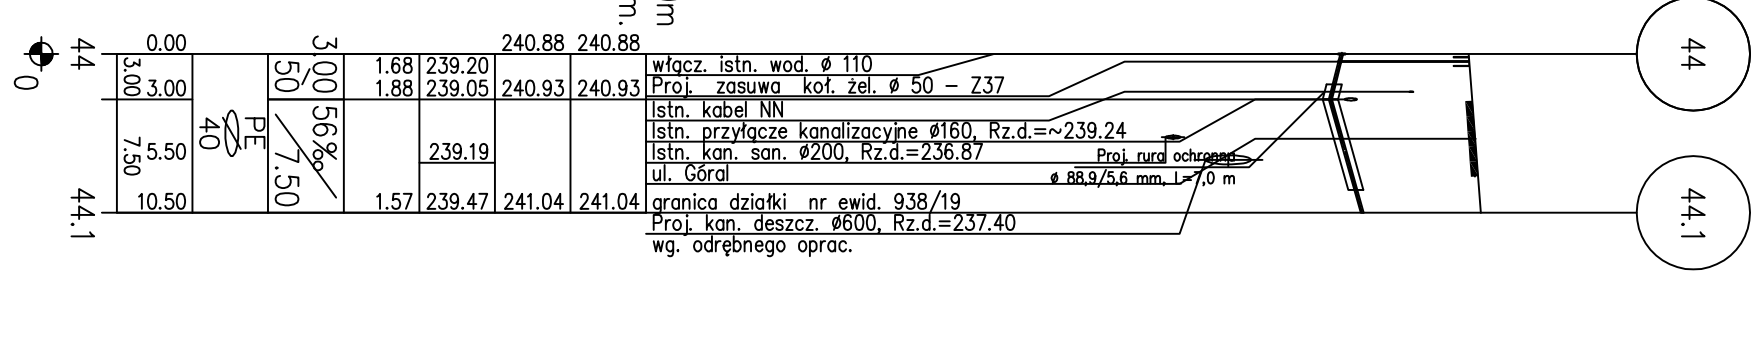 m
m.
44
44.1
0
0.00 3.00 240.88 240.88
3.00 50 1.68 239.20 włącz. istn. wod. ø 110
3.00 1.88 239.05 240.93 240.93 Proj. zasuwa koł. żel. ø 50 – Z37
PE 40 56‰ Istn. kabel NN
Istn. przyłącze kanalizacyjne ø160, Rz.d.=~239.24
7.50 5.50 7.50 239.19 Istn. kan. san. ø200, Rz.d.=236.87
Proj. rura ochronna
ø 88,9/5,6 mm, L=7,0 m
ul. Góral
10.50 1.57 239.47 241.04 241.04 granica działki nr ewid. 938/19
Proj. kan. deszcz. ø600, Rz.d.=237.40
wg. odrębnego oprac.
44
44.1